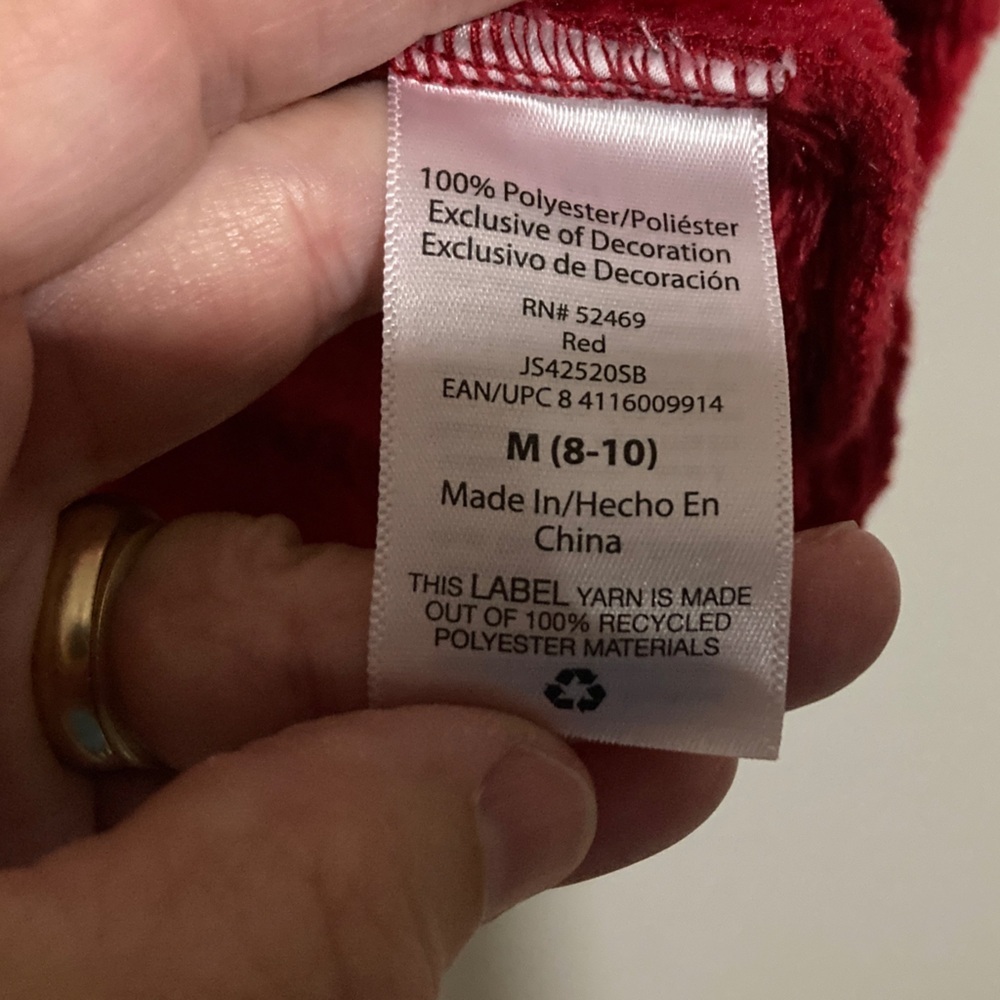 100% Polyester/Poliéster
Exclusive of Decoration
Exclusivo de Decoración
RN# 52469
Red
JS42520SB
EAN/UPC 8 4116009914
M (8-10)
Made In/Hecho En
China
THIS LABEL YARN IS MADE
OUT OF 100% RECYCLED
POLYESTER MATERIALS